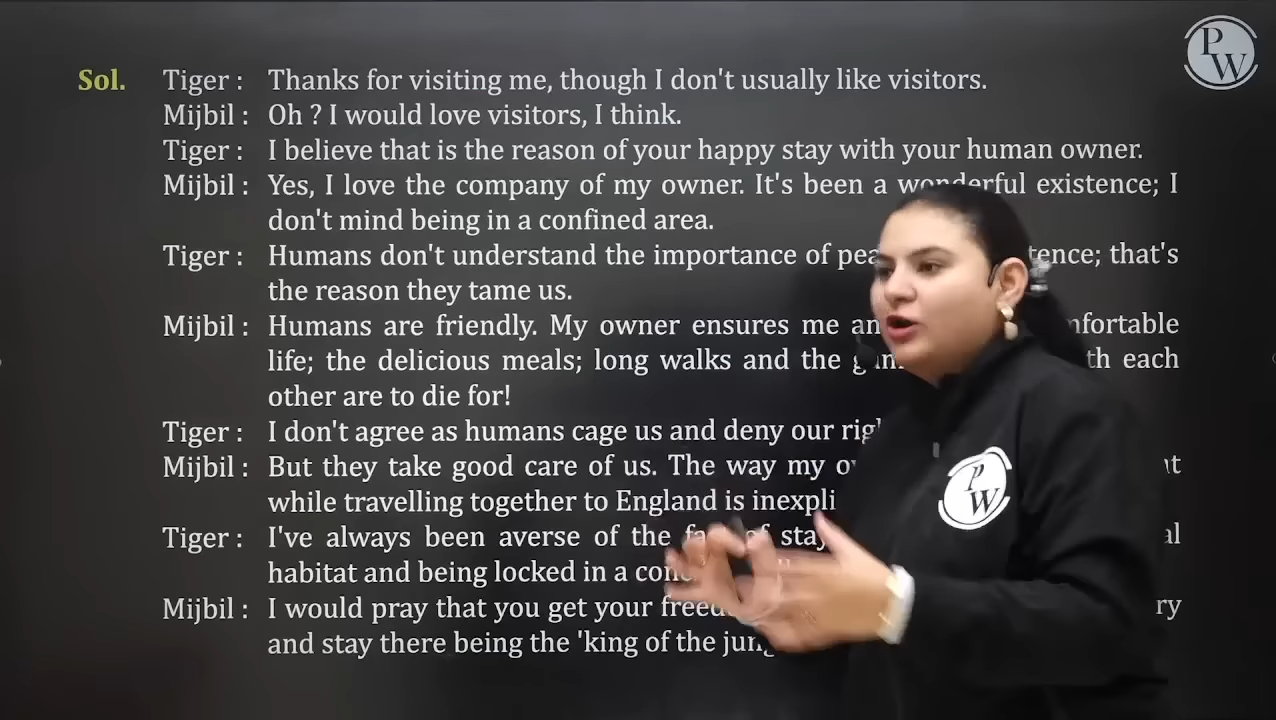 PW
Sol. Tiger : Thanks for visiting me, though I don't usually like visitors.
Mijbil : Oh ? I would love visitors, I think.
Tiger : I believe that is the reason of your happy stay with your human owner.
Mijbil : Yes, I love the company of my owner. It's been a wonderful existence; I
don't mind being in a confined area.
Tiger : Humans don't understand the importance of that's
the reason they tame us.
Mijbil : Humans are friendly. My owner ensures me
life; the delicious meals; long walks and the each
other are to die for!
Tiger : I don't agree as humans cage us and deny our
Mijbil : But they take good care of us. The way my
while travelling together to England is
Tiger : I've always been averse of the
habitat and being locked in a
Mijbil : I would pray that you get your
and stay there being the 'king of the
PW